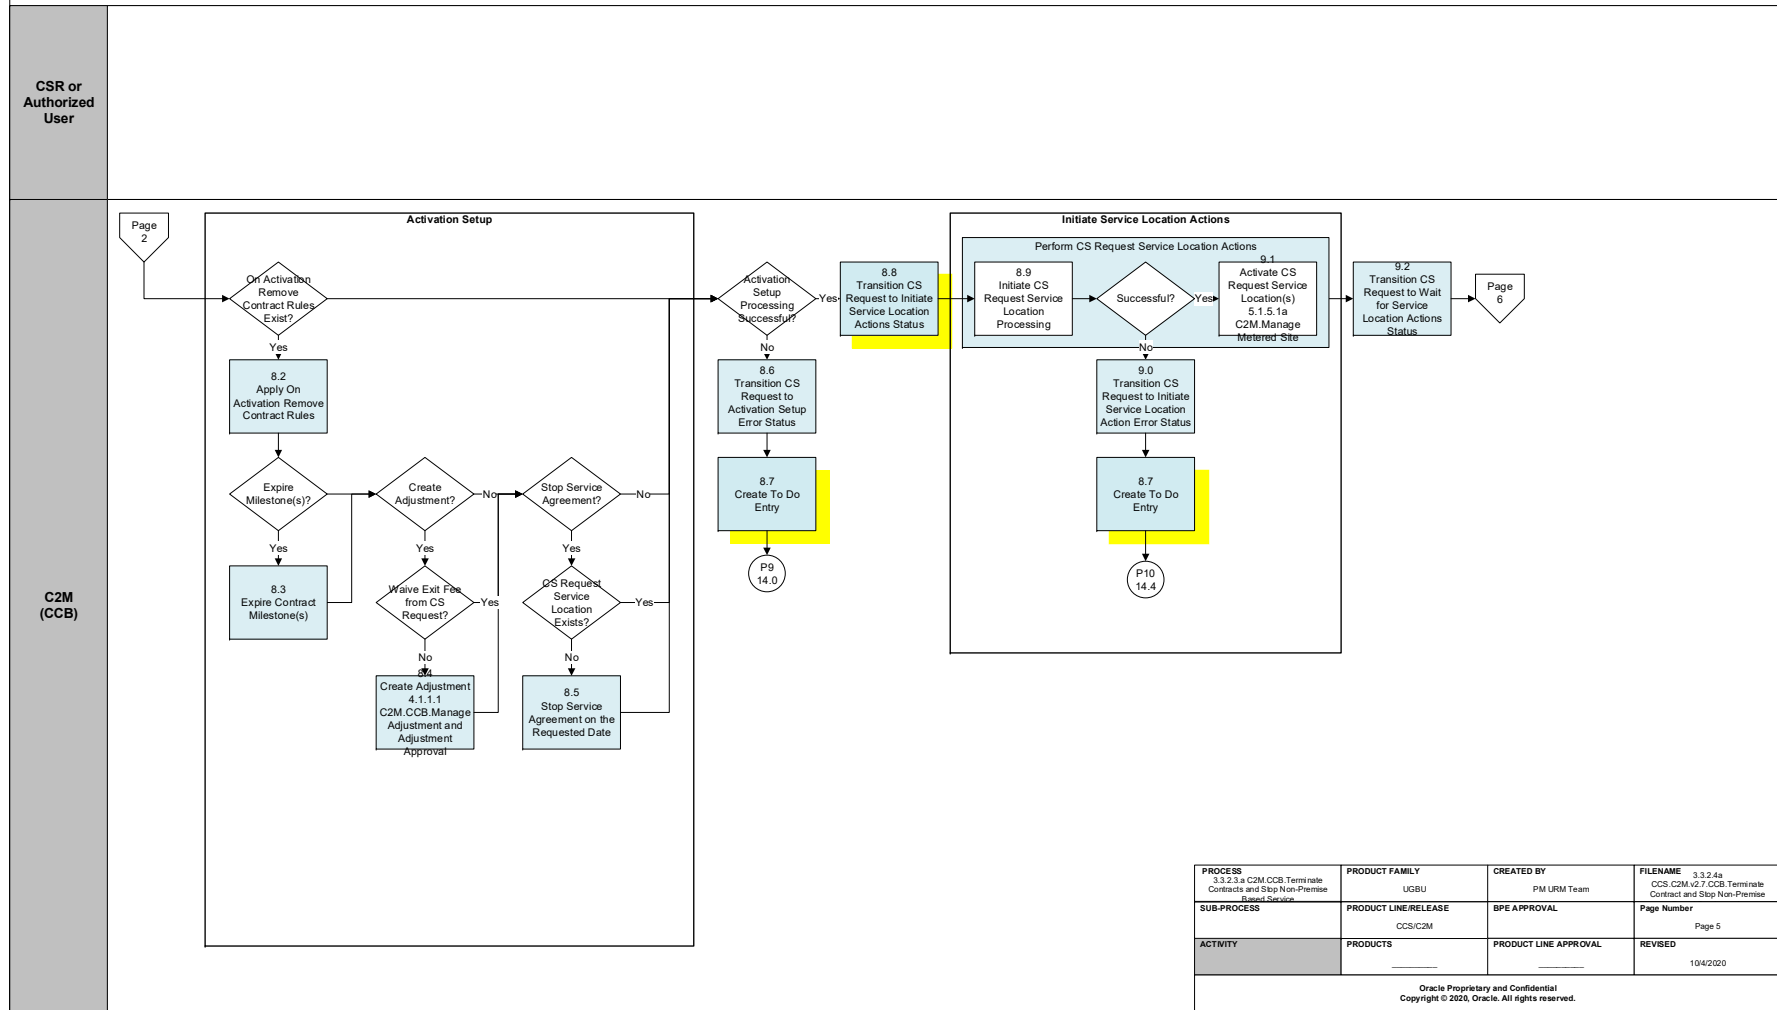 CSR or
Authorized
User
C2M
(CCB)
Page
2
Activation Setup
On Activation
Remove
Contract Rules
Exist?
Yes
8.2
Apply On
Activation Remove
Contract Rules
Expire
Milestone(s)?
Yes
8.3
Expire Contract
Milestone(s)
Create
Adjustment?
No
Yes
Waive Exit Fee
from CS
Request?
Yes
No
8.4
Create Adjustment
4.1.1.1
C2M.CCB.Manage
Adjustment and
Adjustment
Approval
Stop Service
Agreement?
No
Yes
CS Request
Service
Location
Exists?
Yes
No
8.5
Stop Service
Agreement on the
Requested Date
Activation
Setup
Processing
Successful?
Yes
No
8.6
Transition CS
Request to
Activation Setup
Error Status
8.7
Create To Do
Entry
P9
14.0
8.8
Transition CS
Request to Initiate
Service Location
Actions Status
Initiate Service Location Actions
Perform CS Request Service Location Actions
8.9
Initiate CS
Request Service
Location
Processing
Successful?
Yes
No
9.1
Activate CS
Request Service
Location(s)
5.1.5.1a
C2M.Manage
Metered Site
9.0
Transition CS
Request to Initiate
Service Location
Action Error Status
8.7
Create To Do
Entry
P10
14.4
9.2
Transition CS
Request to Wait
for Service
Location Actions
Status
Page
6
PROCESS
3.3.2.3.a C2M.CCB.Terminate
Contracts and Stop Non-Premise
Based Service
PRODUCT FAMILY
UGBU
CREATED BY
PM URM Team
FILENAME
3.3.2.4a
CCS.C2M.v2.7.CCB.Terminate
Contract and Stop Non-Premise
SUB-PROCESS
PRODUCT LINE/RELEASE
CCS/C2M
BPE APPROVAL
Page Number
Page 5
ACTIVITY
PRODUCTS
PRODUCT LINE APPROVAL
REVISED
10/4/2020
Oracle Proprietary and Confidential
Copyright © 2020, Oracle. All rights reserved.